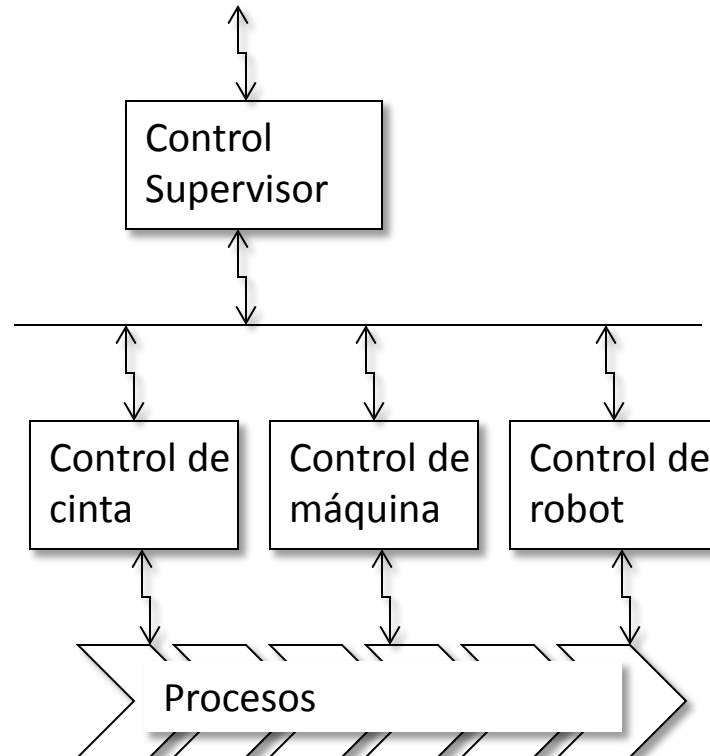 Control
Supervisor
Control de
cinta
Control de
máquina
Control de
robot
Procesos